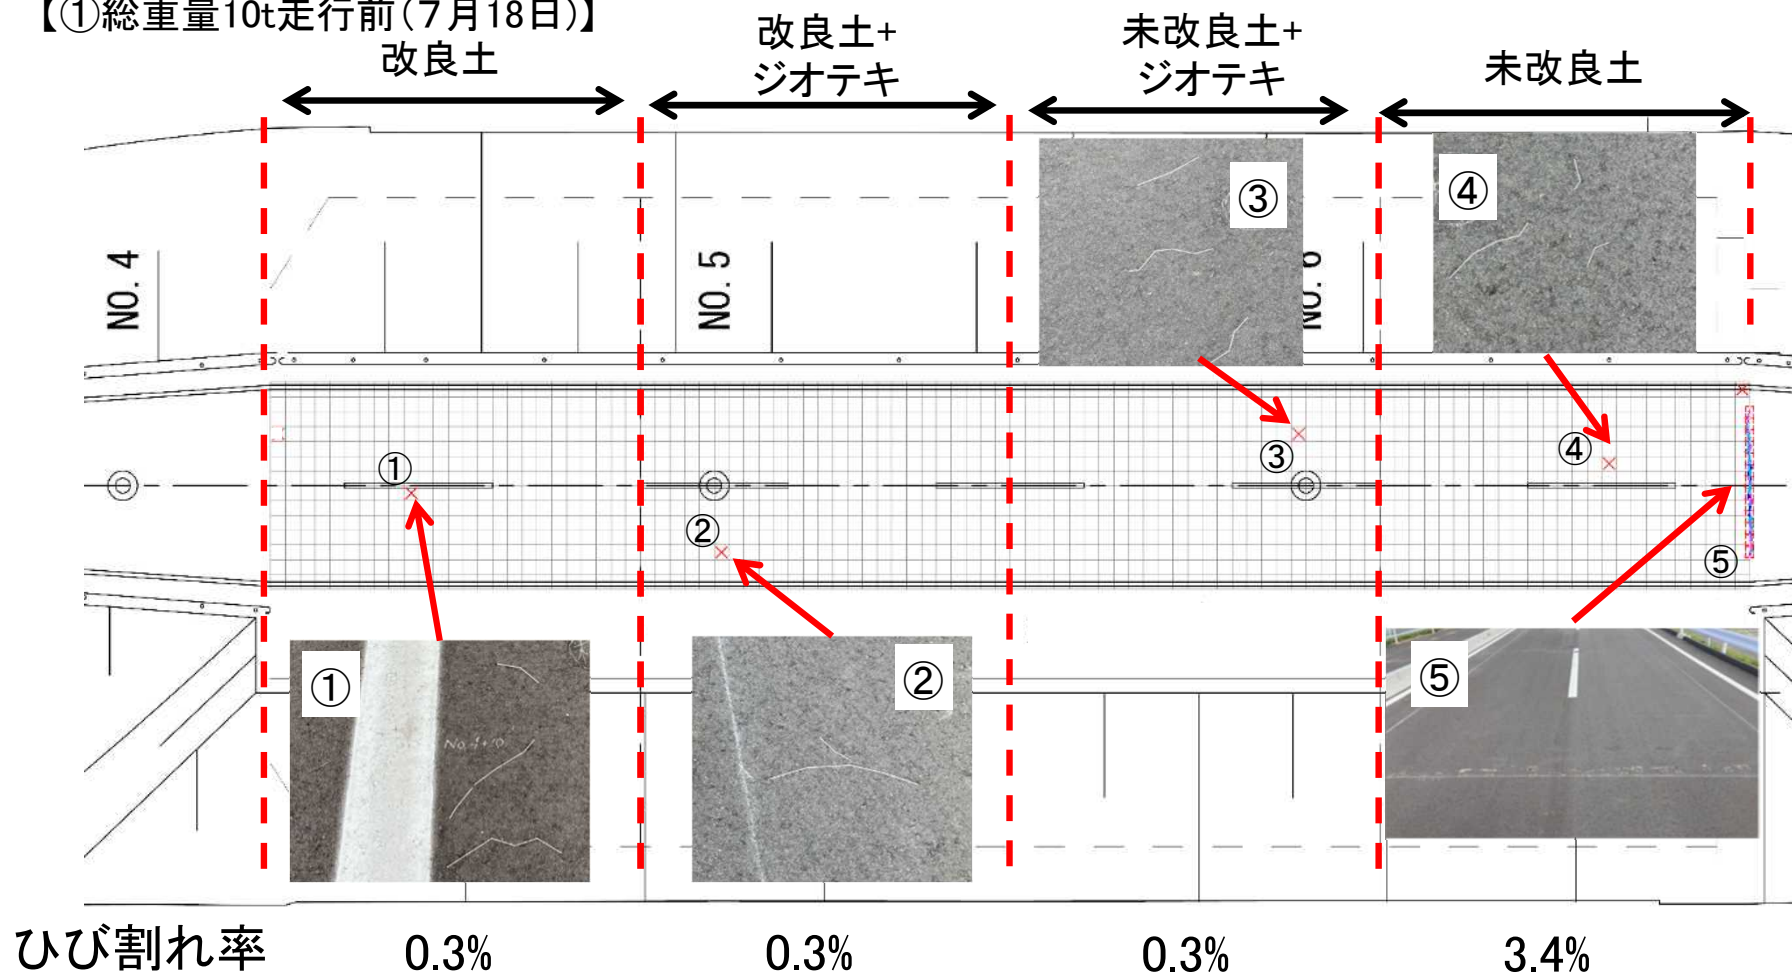 【①総重量10t走行前（7月18日）】
改良土
改良土+
ジオテキ
未改良土+
ジオテキ
未改良土
③
④
NO. 4
NO. 5
NO. 6
①
②
③
④
⑤
①
②
⑤
ひび割れ率
0.3%
0.3%
0.3%
3.4%